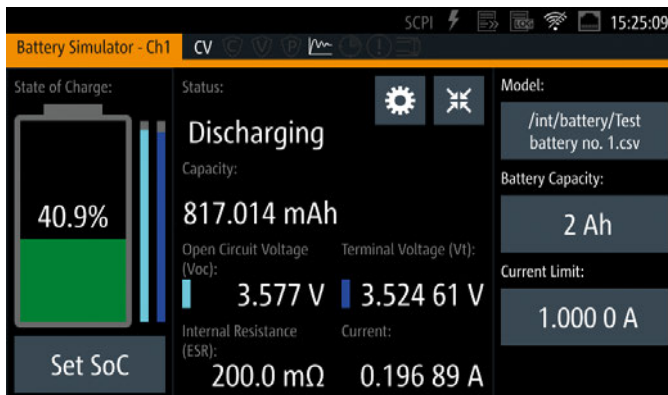 SCPI LOG 15:25:09
Battery Simulator - Ch1 CV C V P
State of Charge:
40.9%
Set SoC
Status:
Discharging
Capacity:
817.014 mAh
Open Circuit Voltage
(Voc):
3.577 V
Terminal Voltage (Vt):
3.524 61 V
Internal Resistance
(ESR):
200.0 mΩ
Current:
0.196 89 A
Model:
/int/battery/Test
battery no. 1.csv
Battery Capacity:
2 Ah
Current Limit:
1.000 0 A